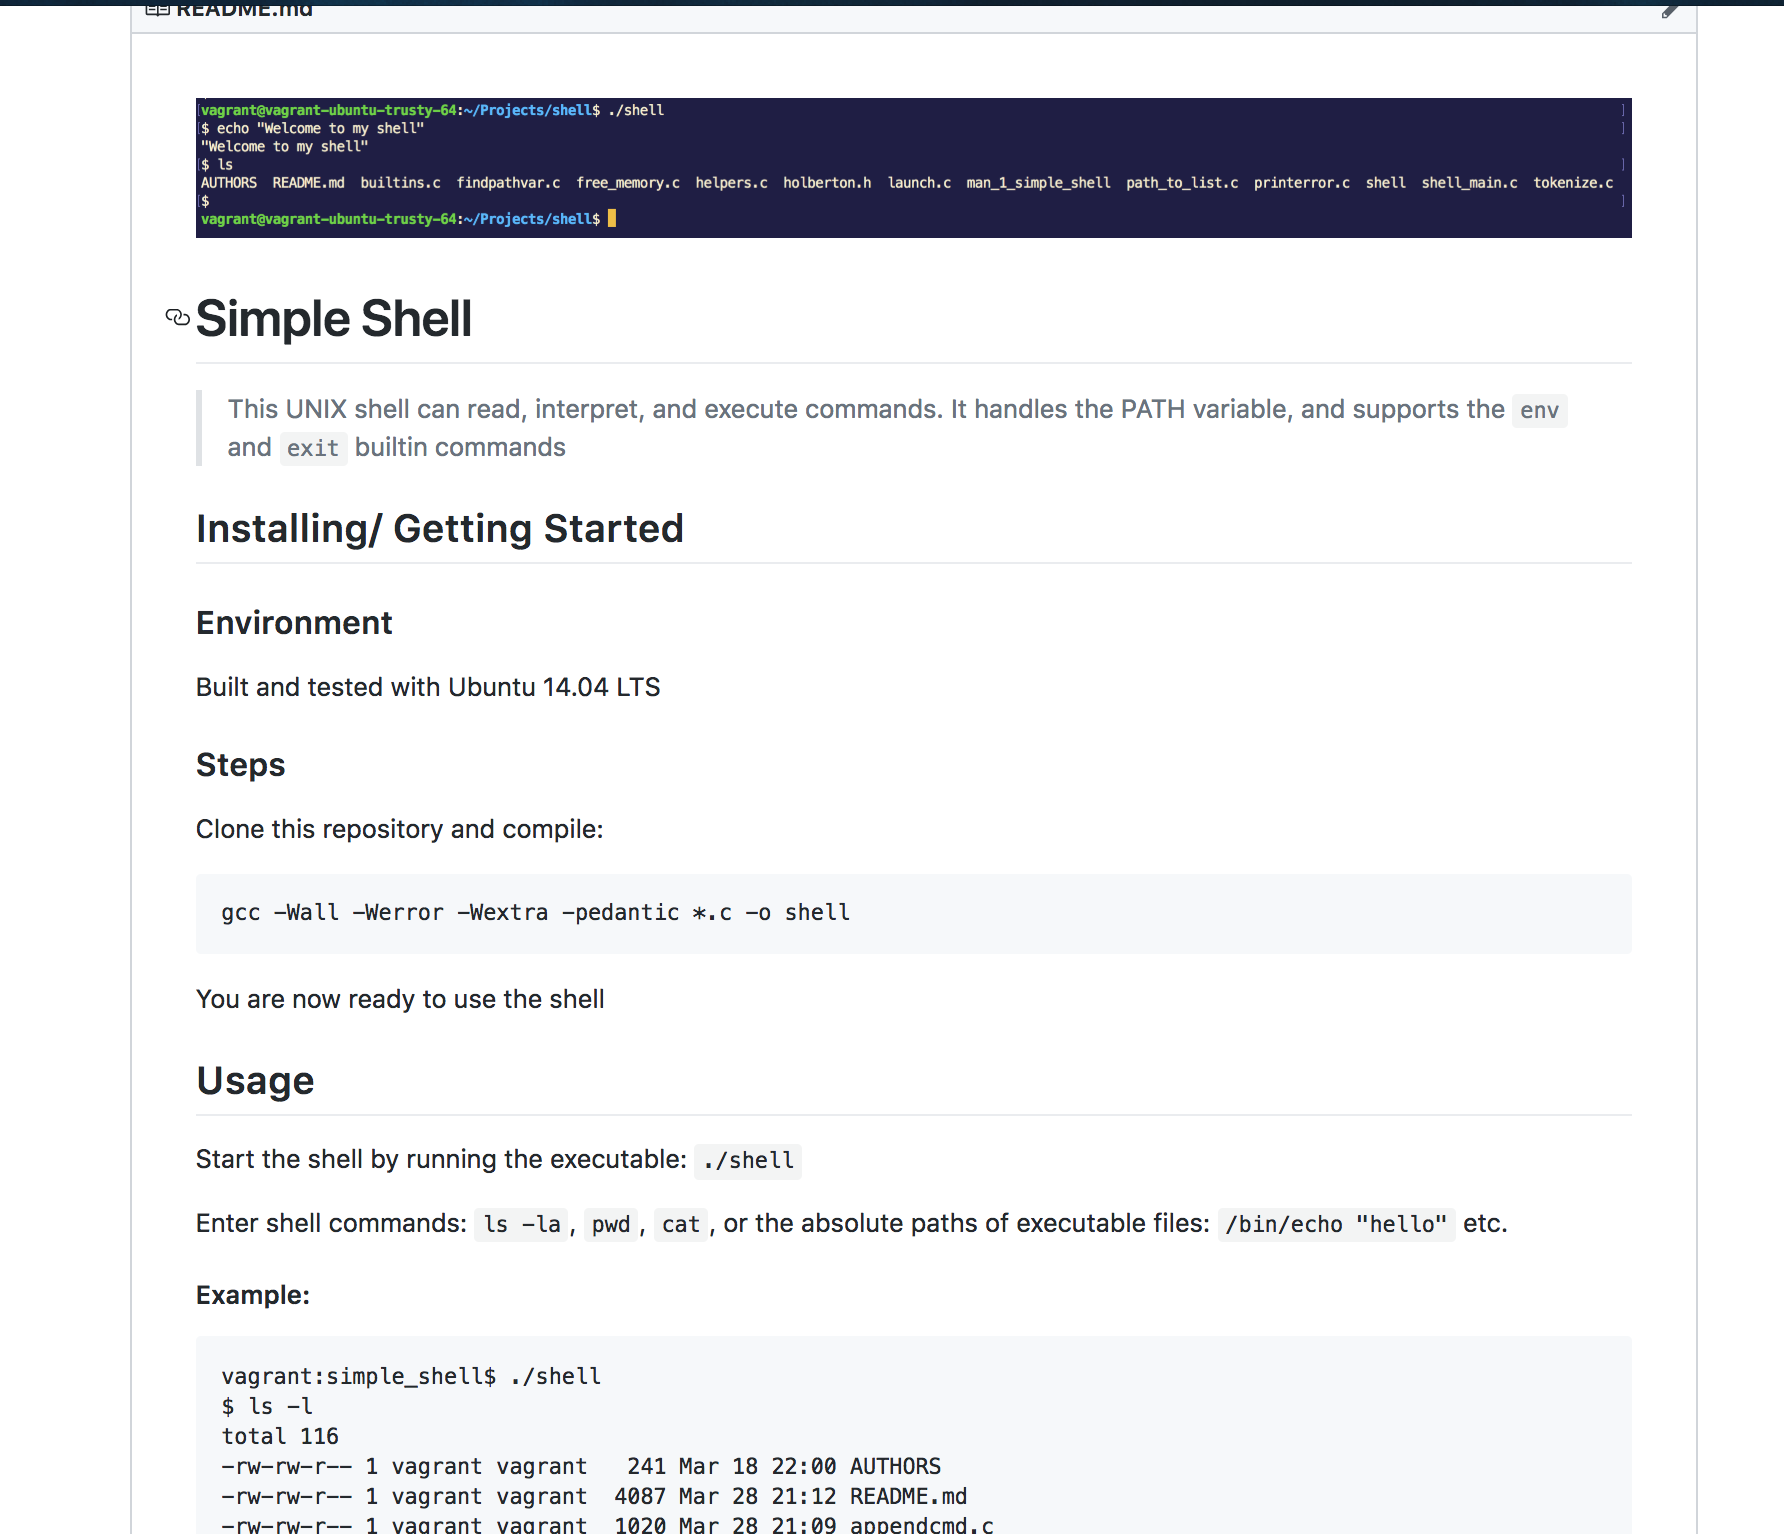 README.md
vagrant@vagrant-ubuntu-trusty-64:~/Projects/shell$ ./shell
$ echo "Welcome to my shell"
"Welcome to my shell"
$ ls
AUTHORS README.md builtins.c findpathvar.c free_memory.c helpers.c holberton.h launch.c man_1_simple_shell path_to_list.c printerror.c shell shell_main.c tokenize.c
$
vagrant@vagrant-ubuntu-trusty-64:~/Projects/shell$
Simple Shell
This UNIX shell can read, interpret, and execute commands. It handles the PATH variable, and supports the env
and exit builtin commands
Installing/ Getting Started
Environment
Built and tested with Ubuntu 14.04 LTS
Steps
Clone this repository and compile:
gcc -Wall -Werror -Wextra -pedantic *.c -o shell
You are now ready to use the shell
Usage
Start the shell by running the executable: ./shell
Enter shell commands: ls -la, pwd, cat, or the absolute paths of executable files: /bin/echo "hello" etc.
Example:
vagrant:simple_shell$ ./shell
$ ls -l
total 116
-rw-rw-r-- 1 vagrant vagrant 241 Mar 18 22:00 AUTHORS
-rw-rw-r-- 1 vagrant vagrant 4087 Mar 28 21:12 README.md
-rw-rw-r-- 1 vagrant vagrant 1020 Mar 28 21:09 appendcmd.c